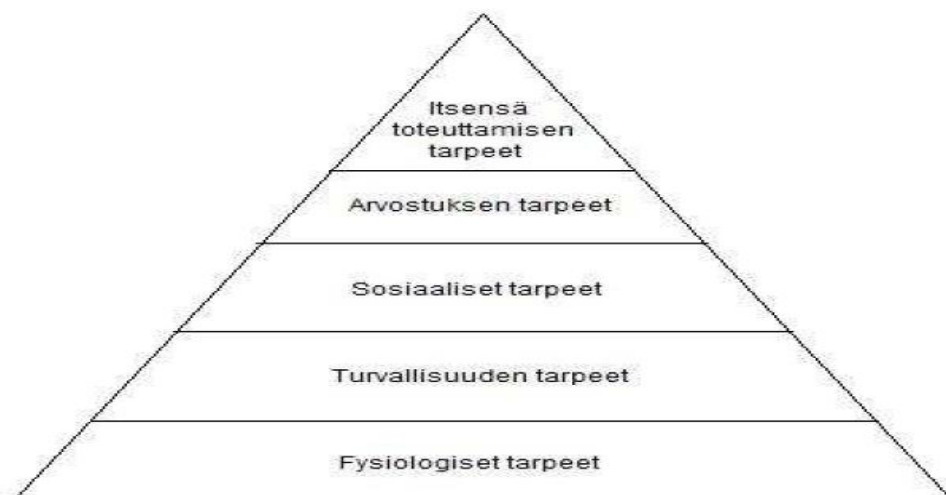 Itsensä
toteuttamisen
tarpeet
Arvostuksen tarpeet
Sosiaaliset tarpeet
Turvallisuuden tarpeet
Fysiologiset tarpeet